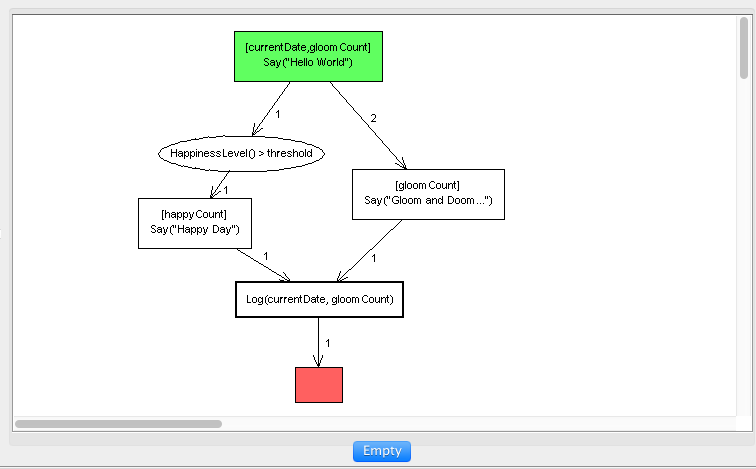 [currentDate,gloomCount]
Say("Hello World")
1
2
HappinessLevel() > threshold
1
[gloomCount]
Say("Gloom and Doom...")
[happyCount]
Say("Happy Day")
1
1
Log(currentDate, gloomCount)
1
Empty